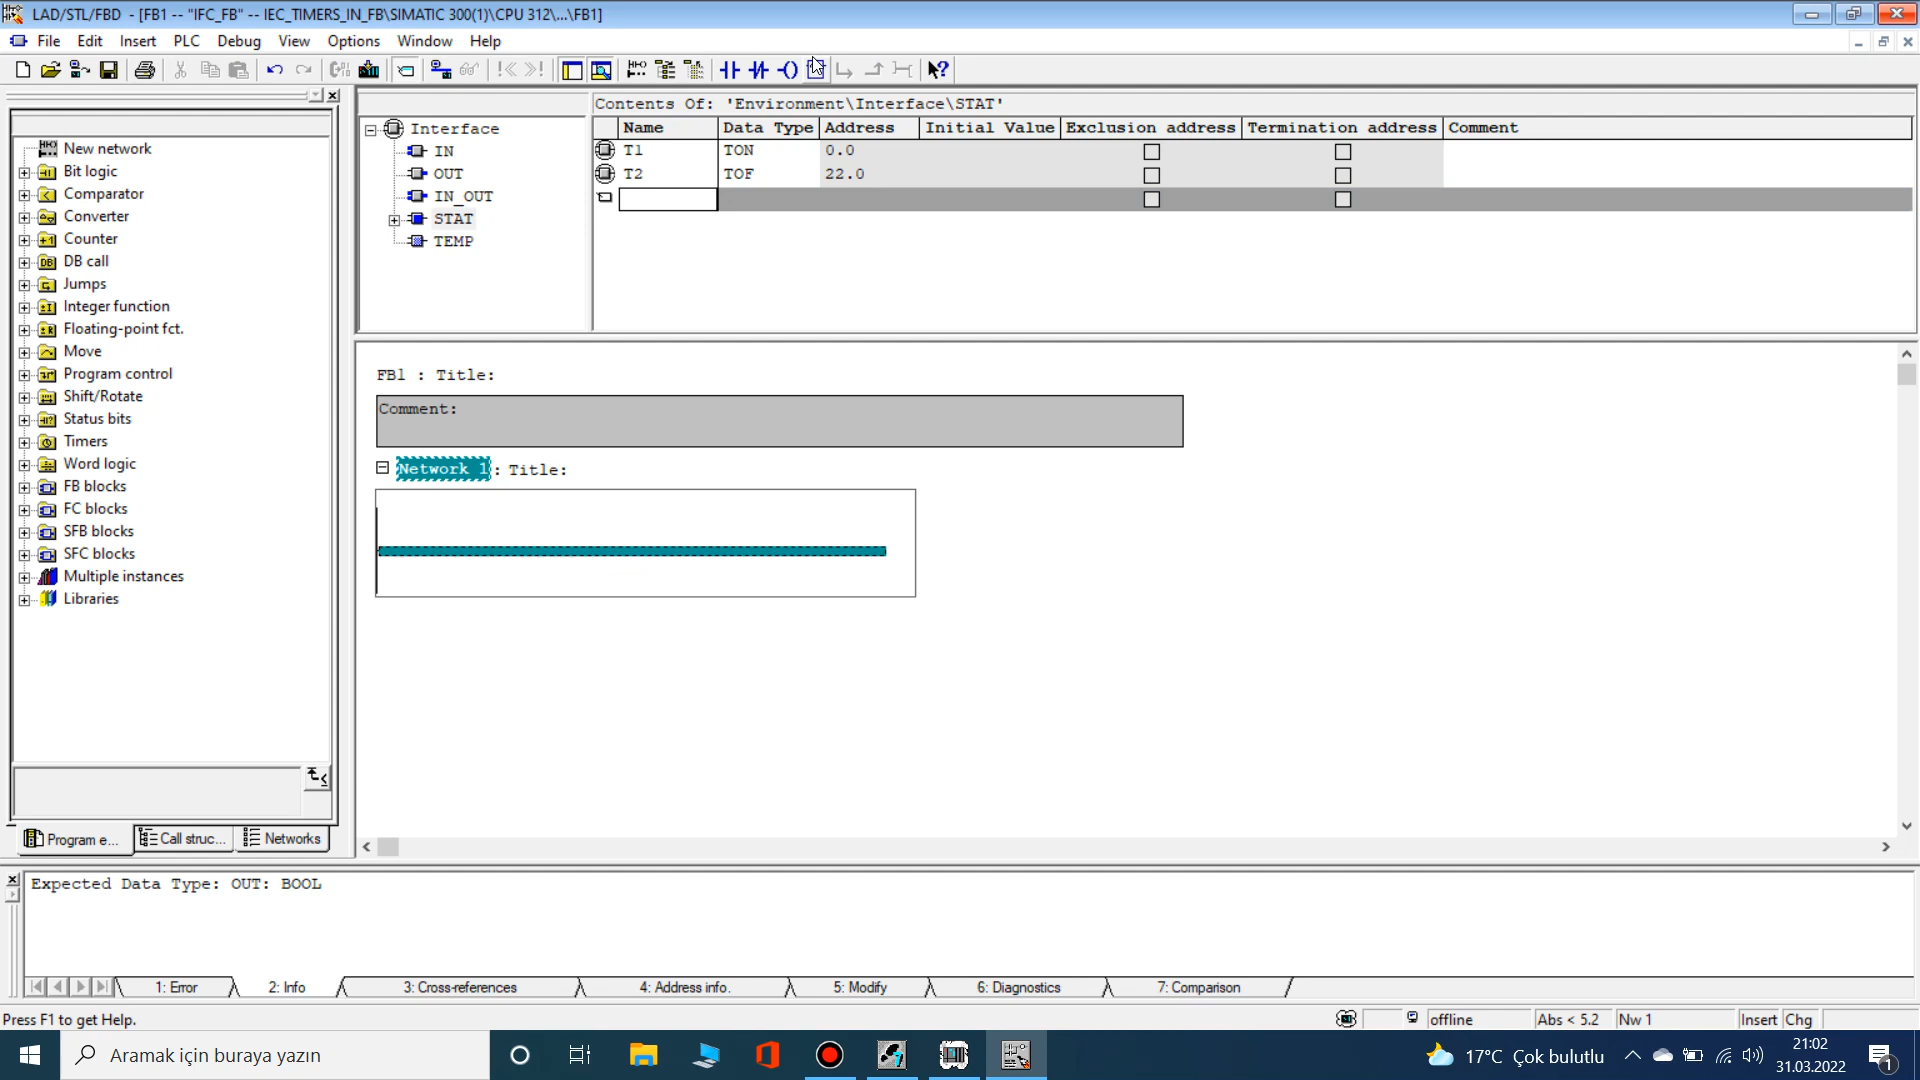 LAD/STL/FBD - [FB1 -- "IFC_FB" -- IEC_TIMERS_IN_FB\SIMATIC 300(1)\CPU 312\...\FB1]
File Edit Insert PLC Debug View Options Window Help
New network
Bit logic
Comparator
Converter
Counter
DB call
Jumps
Integer function
Floating-point fct.
Move
Program control
Shift/Rotate
Status bits
Timers
Word logic
FB blocks
FC blocks
SFB blocks
SFC blocks
Multiple instances
Libraries
Program e... Call struc... Networks
Interface
IN
OUT
IN_OUT
STAT
TEMP
Contents Of: 'Environment\Interface\STAT'
Name Data Type Address Initial Value Exclusion address Termination address Comment
T1 TON 0.0
T2 TOF 22.0
FB1 : Title:
Comment:
Network 1: Title:
Expected Data Type: OUT: BOOL
1: Error 2: Info 3: Cross-references 4: Address info. 5: Modify 6: Diagnostics 7: Comparison
Press F1 to get Help. offline Abs < 5.2 Nw 1 Insert Chg
Aramak için buraya yazın
17°C Çok bulutlu
21:02
31.03.2022
1